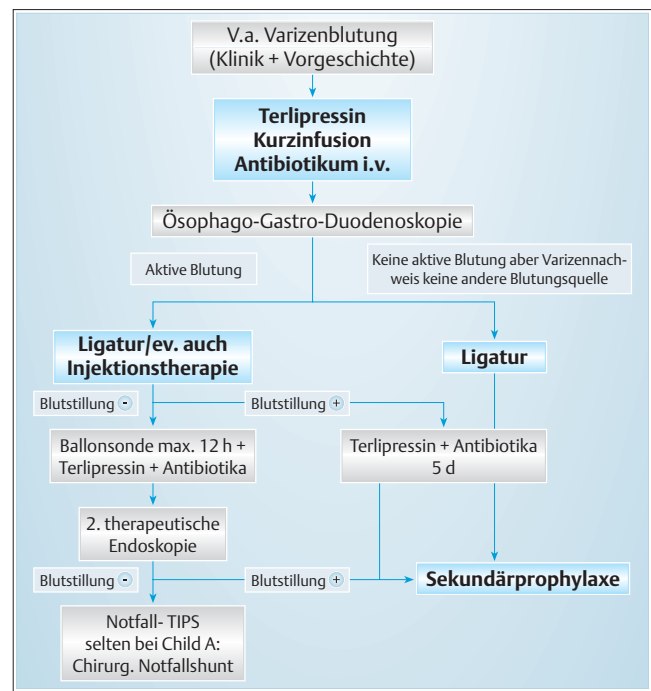 V.a. Varizenblutung
(Klinik + Vorgeschichte)
Terlipressin
Kurzinfusion
Antibiotikum i.v.
Ösophago-Gastro-Duodenoskopie
Aktive Blutung
Keine aktive Blutung aber Varizennach-
weis keine andere Blutungsquelle
Ligatur/ev. auch
Injektionstherapie
Ligatur
Blutstillung -
Blutstillung +
Ballonsonde max. 12 h +
Terlipressin + Antibiotika
Terlipressin + Antibiotika
5 d
2. therapeutische
Endoskopie
Blutstillung -
Blutstillung +
Sekundärprophylaxe
Notfall- TIPS
selten bei Child A:
Chirurg. Notfallshunt